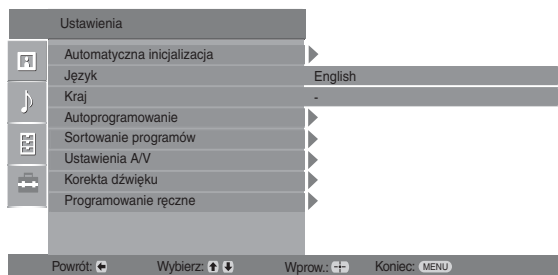 Ustawienia
Automatyczna inicjalizacja
Język English
Kraj -
Autoprogramowanie
Sortowanie programów
Ustawienia A/V
Korekta dźwięku
Programowanie ręczne
Powrót: Wybierz: Wprow.: Koniec: MENU